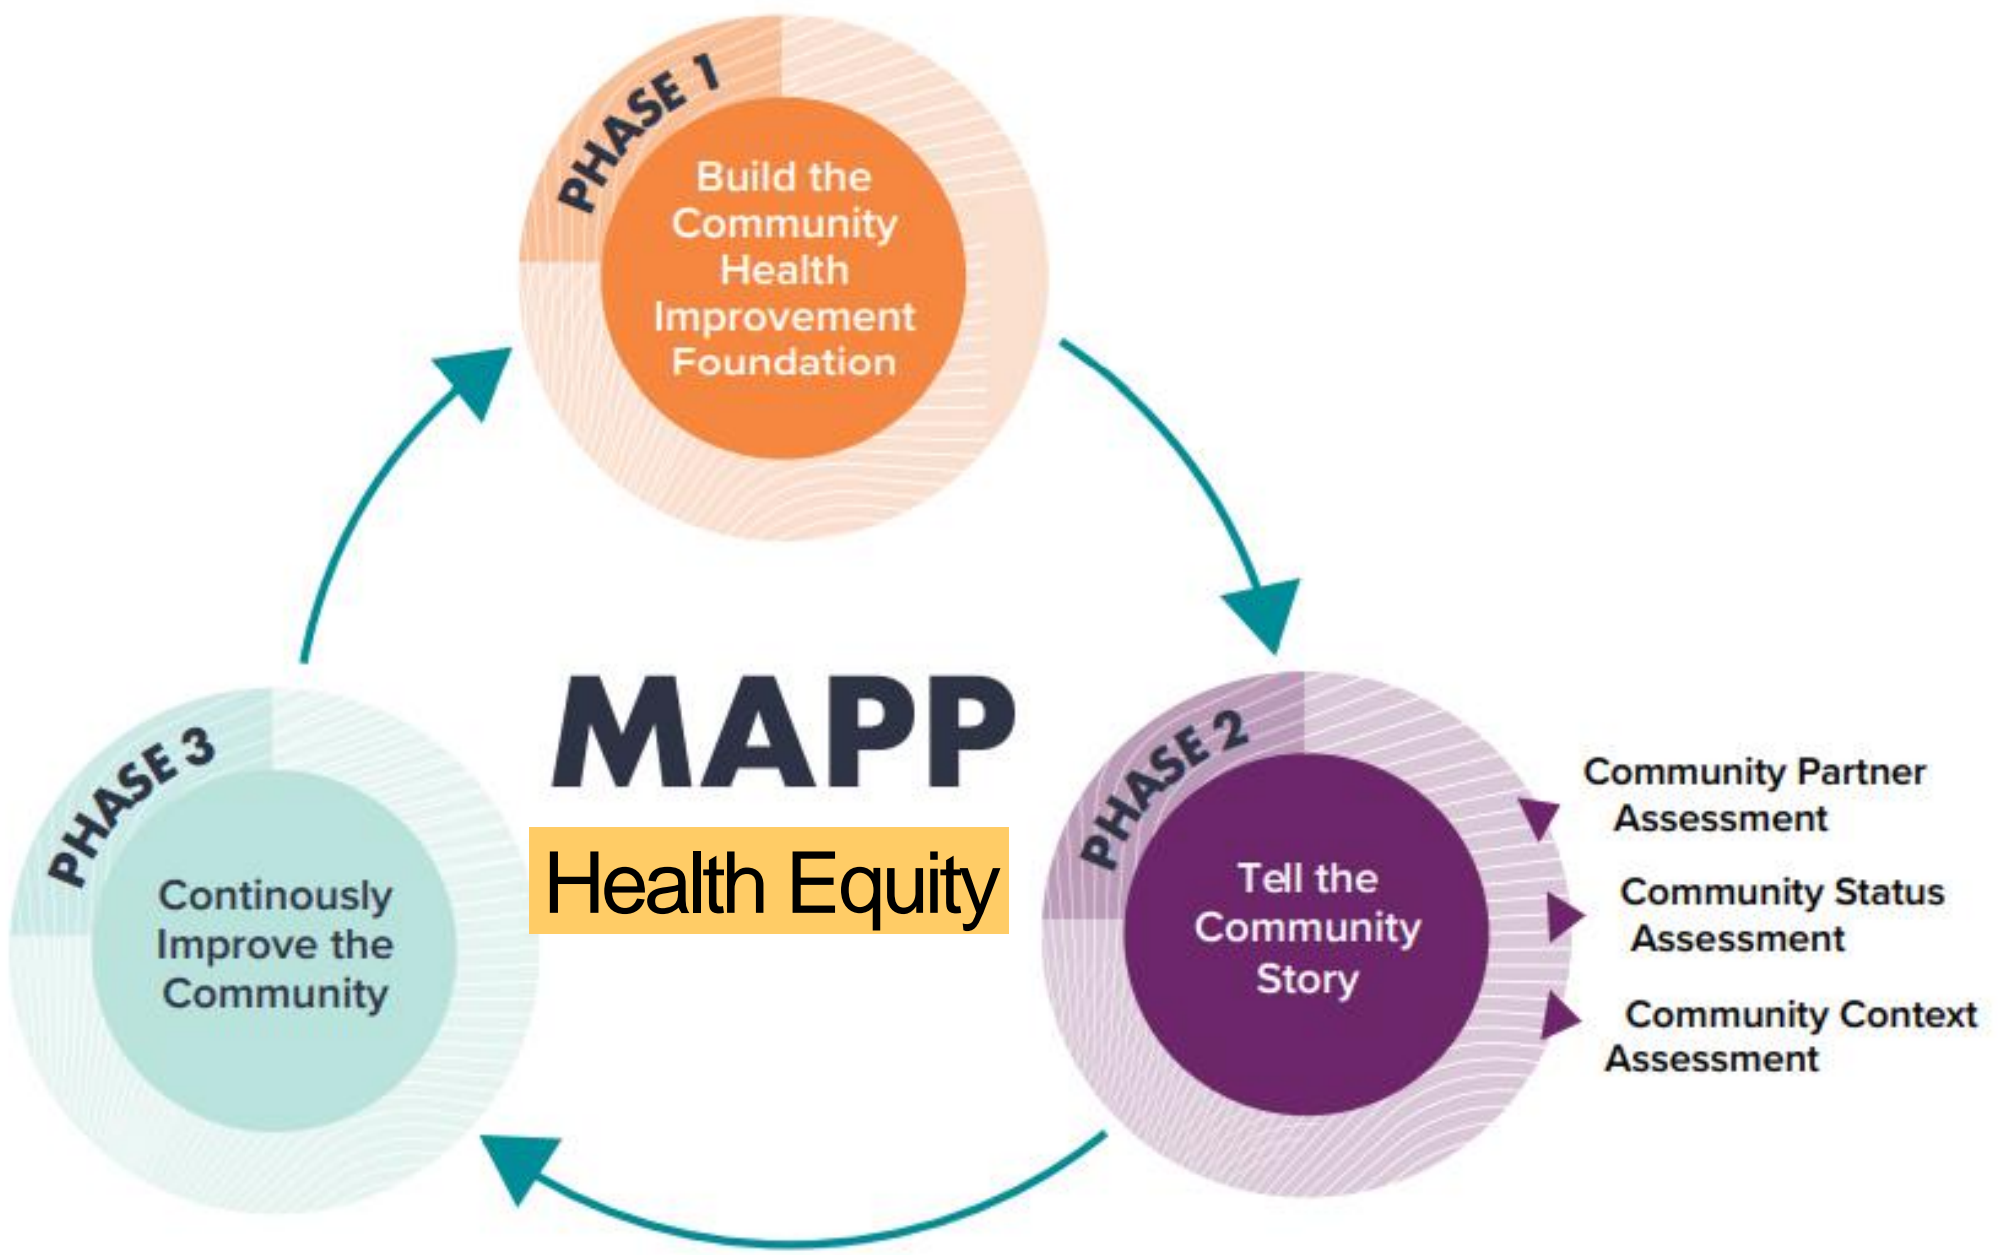 PHASE 1
Build the
Community
Health
Improvement
Foundation
MAPP
Health Equity
PHASE 2
Tell the
Community
Story
Community Partner
Assessment
Community Status
Assessment
Community Context
Assessment
PHASE 3
Continously
Improve the
Community